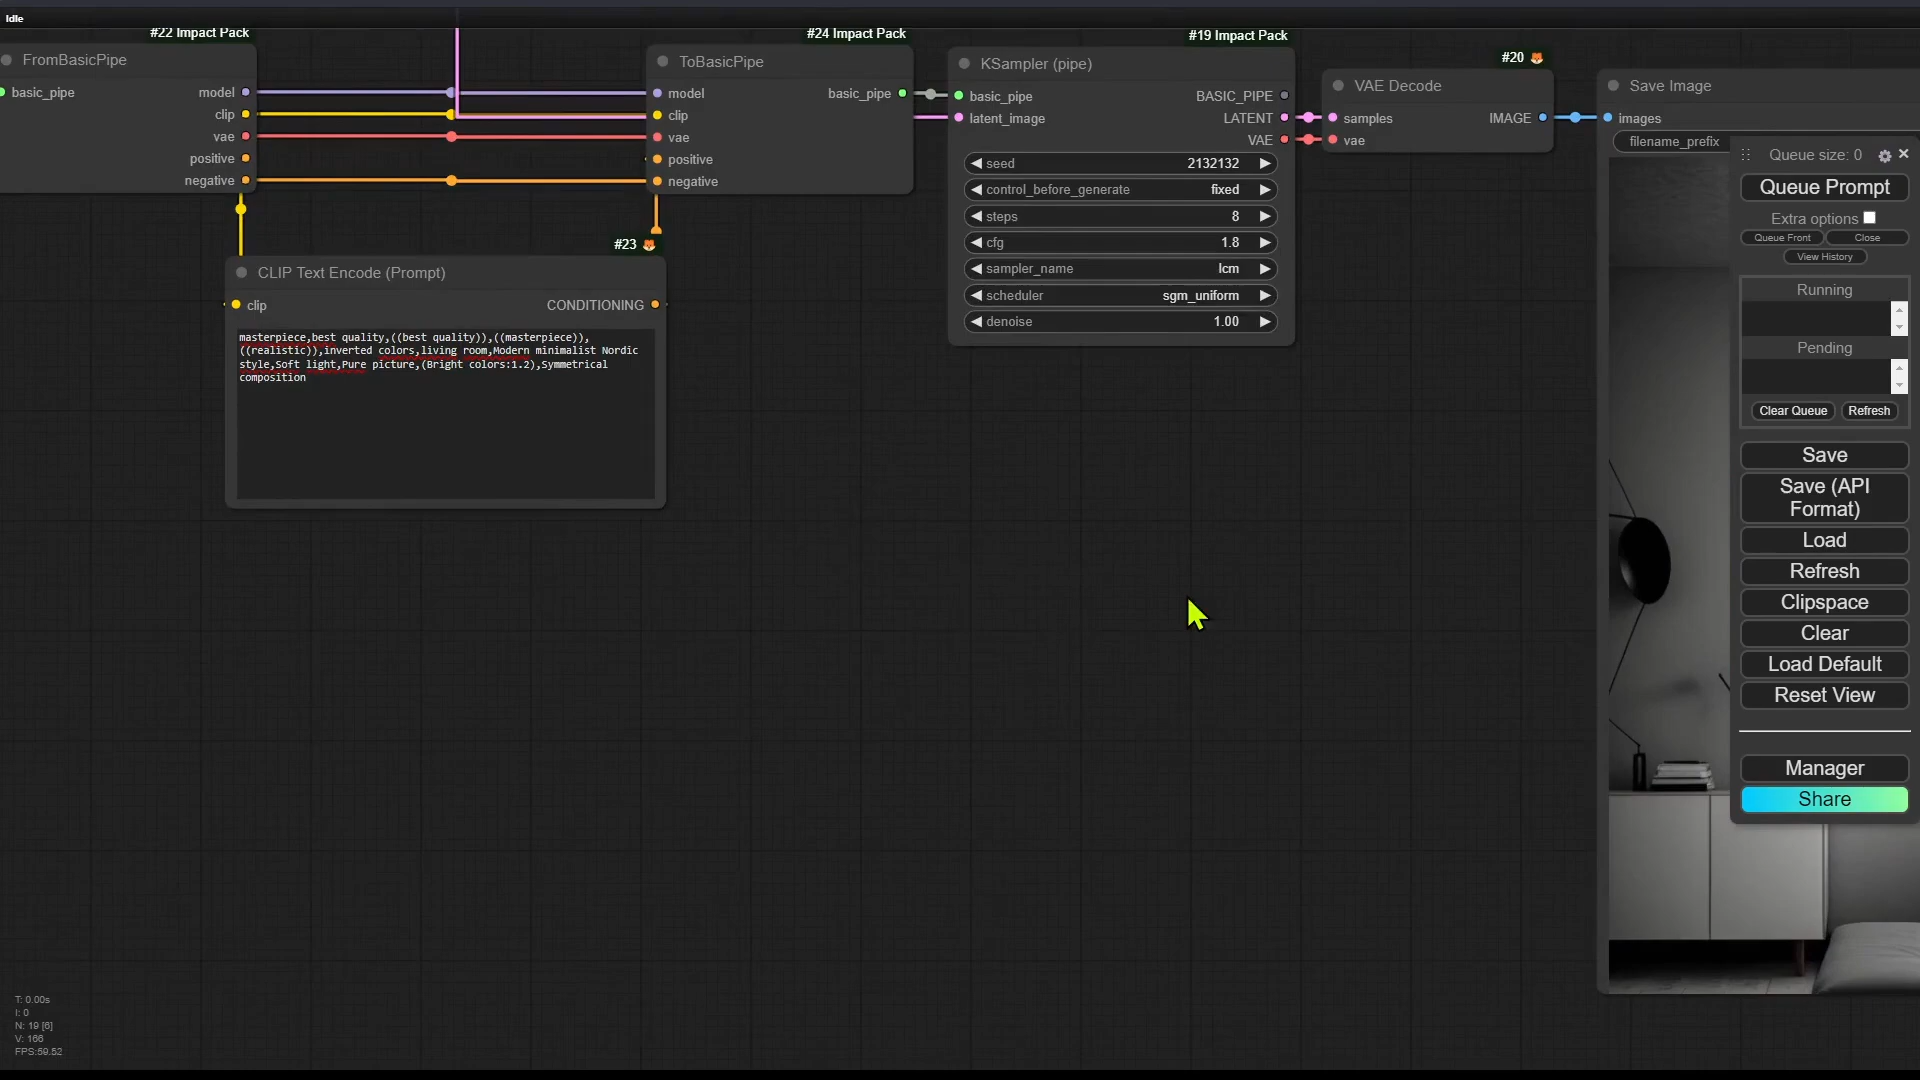 Idle
#22 Impact Pack
FromBasicPipe
basic_pipe
model
clip
vae
positive
negative
#24 Impact Pack
ToBasicPipe
model
clip
vae
positive
negative
basic_pipe
#19 Impact Pack
KSampler (pipe)
basic_pipe
latent_image
BASIC_PIPE
LATENT
VAE
seed 2132132
control_before_generate fixed
steps 8
cfg 1.8
sampler_name lcm
scheduler sgm_uniform
denoise 1.00
#20
VAE Decode
samples
vae
IMAGE
Save Image
images
filename_prefix
#23
CLIP Text Encode (Prompt)
clip
CONDITIONING
masterpiece,best quality,((best quality)),((masterpiece)),
((realistic)),inverted colors,living room,Modern minimalist Nordic
style,Soft light,Pure picture,(Bright colors:1.2),Symmetrical
composition
Queue size: 0
Queue Prompt
Extra options
Queue Front
Close
View History
Running
Pending
Clear Queue
Refresh
Save
Save (API
Format)
Load
Refresh
Clipspace
Clear
Load Default
Reset View
Manager
Share
T: 0.00s
I: 0
N: 19 [6]
V: 166
FPS:59.52